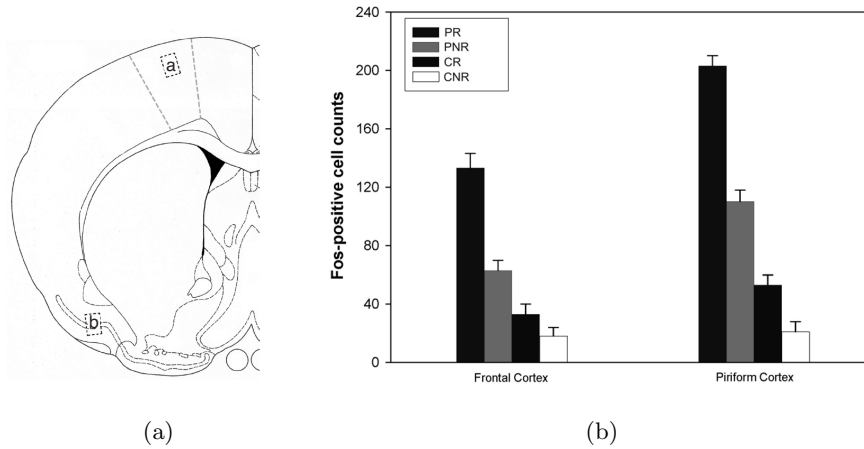 a
b
(a)
Fos-positive cell counts
240
200
160
120
80
40
0
PR
PNR
CR
CNR
Frontal Cortex
Piriform Cortex
(b)